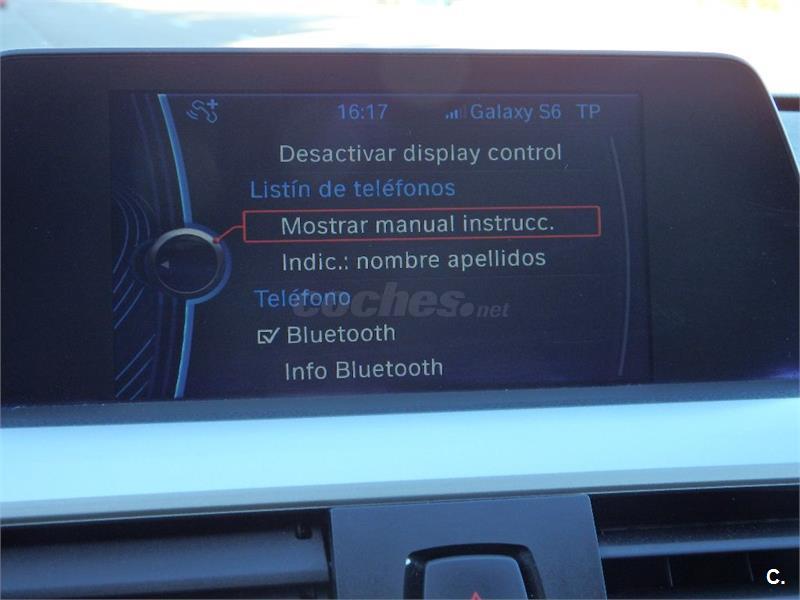 16:17 Galaxy S6 TP
Desactivar display control
Listín de teléfonos
Mostrar manual instrucc.
Indic.: nombre apellidos
Teléfono
coches.net
Bluetooth
Info Bluetooth
C.